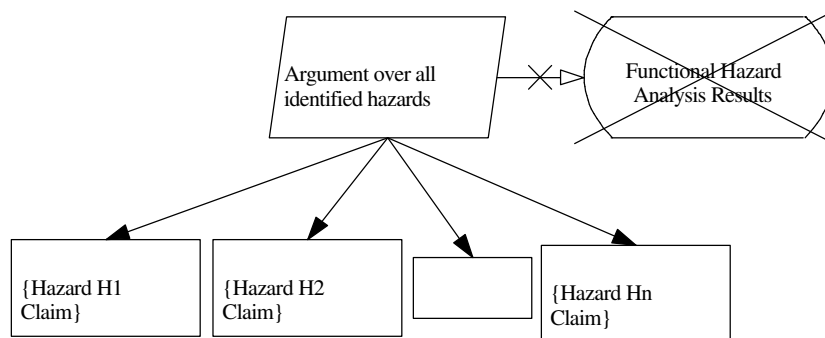 Argument over all
identified hazards
Functional Hazard
Analysis Results
{Hazard H1
Claim}
{Hazard H2
Claim}
{Hazard Hn
Claim}